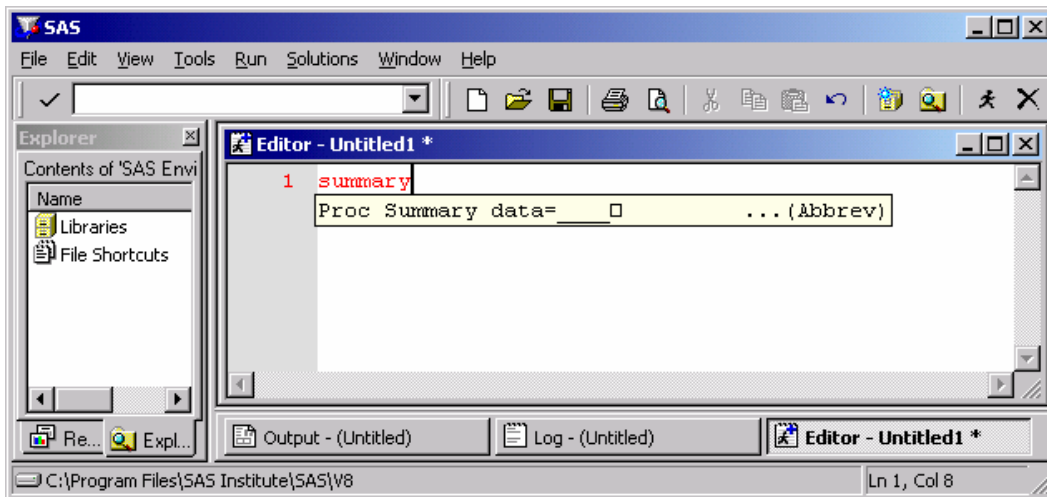 SAS
File Edit View Tools Run Solutions Window Help
Explorer
Contents of 'SAS Envi
Name
Libraries
File Shortcuts
Editor - Untitled1 *
1 summary
Proc Summary data=____□ ...(Abbrev)
Re... Expl...
Output - (Untitled)
Log - (Untitled)
Editor - Untitled1 *
C:\Program Files\SAS Institute\SAS\V8
Ln 1, Col 8